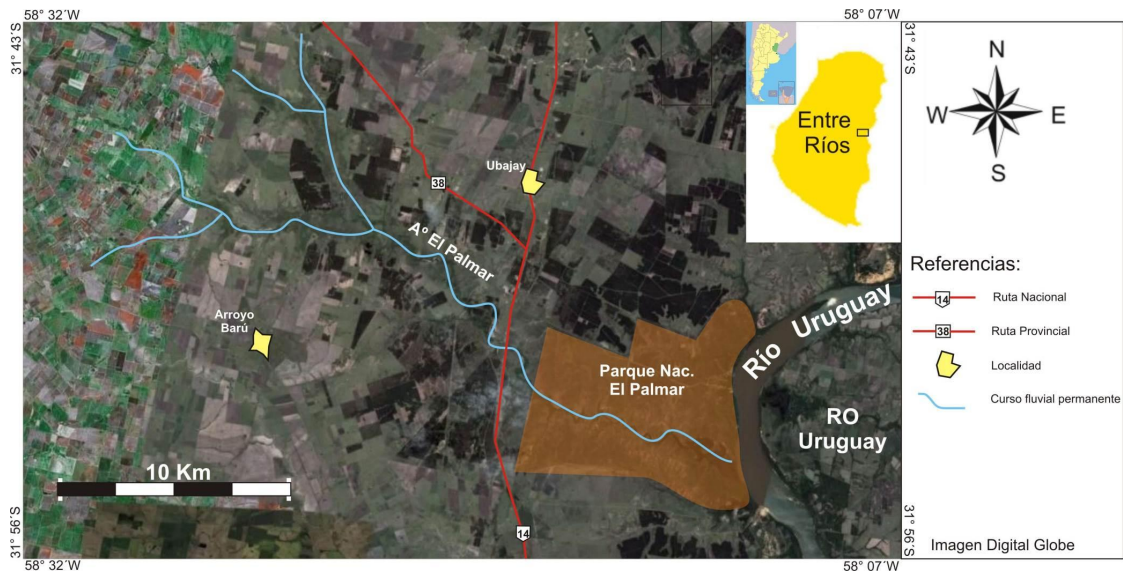 58° 32´W
58° 07´W
31° 43´S
31° 43´S
N
W
E
S
Entre
Ríos
Ubajay
38
Aº El Palmar
Arroyo
Barú
Parque Nac.
El Palmar
Río Uruguay
RO
Uruguay
10 Km
14
Referencias:
14 Ruta Nacional
38 Ruta Provincial
Localidad
Curso fluvial permanente
31° 56´S
31° 56´S
Imagen Digital Globe
58° 32´W
58° 07´W